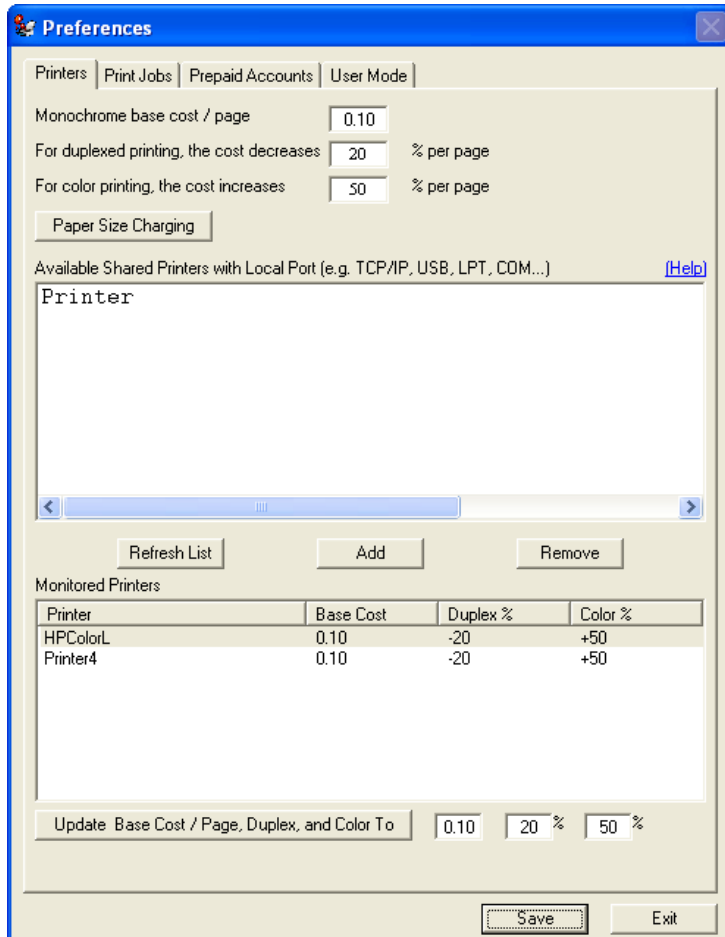 Preferences
Printers Print Jobs Prepaid Accounts User Mode
Monochrome base cost / page 0.10
For duplexed printing, the cost decreases 20 % per page
For color printing, the cost increases 50 % per page
Paper Size Charging
Available Shared Printers with Local Port (e.g. TCP/IP, USB, LPT, COM...) (Help)
Printer
Refresh List Add Remove
Monitored Printers
Printer Base Cost Duplex % Color %
HPColorL 0.10 -20 +50
Printer4 0.10 -20 +50
Update Base Cost / Page, Duplex, and Color To 0.10 20 % 50 %
Save Exit